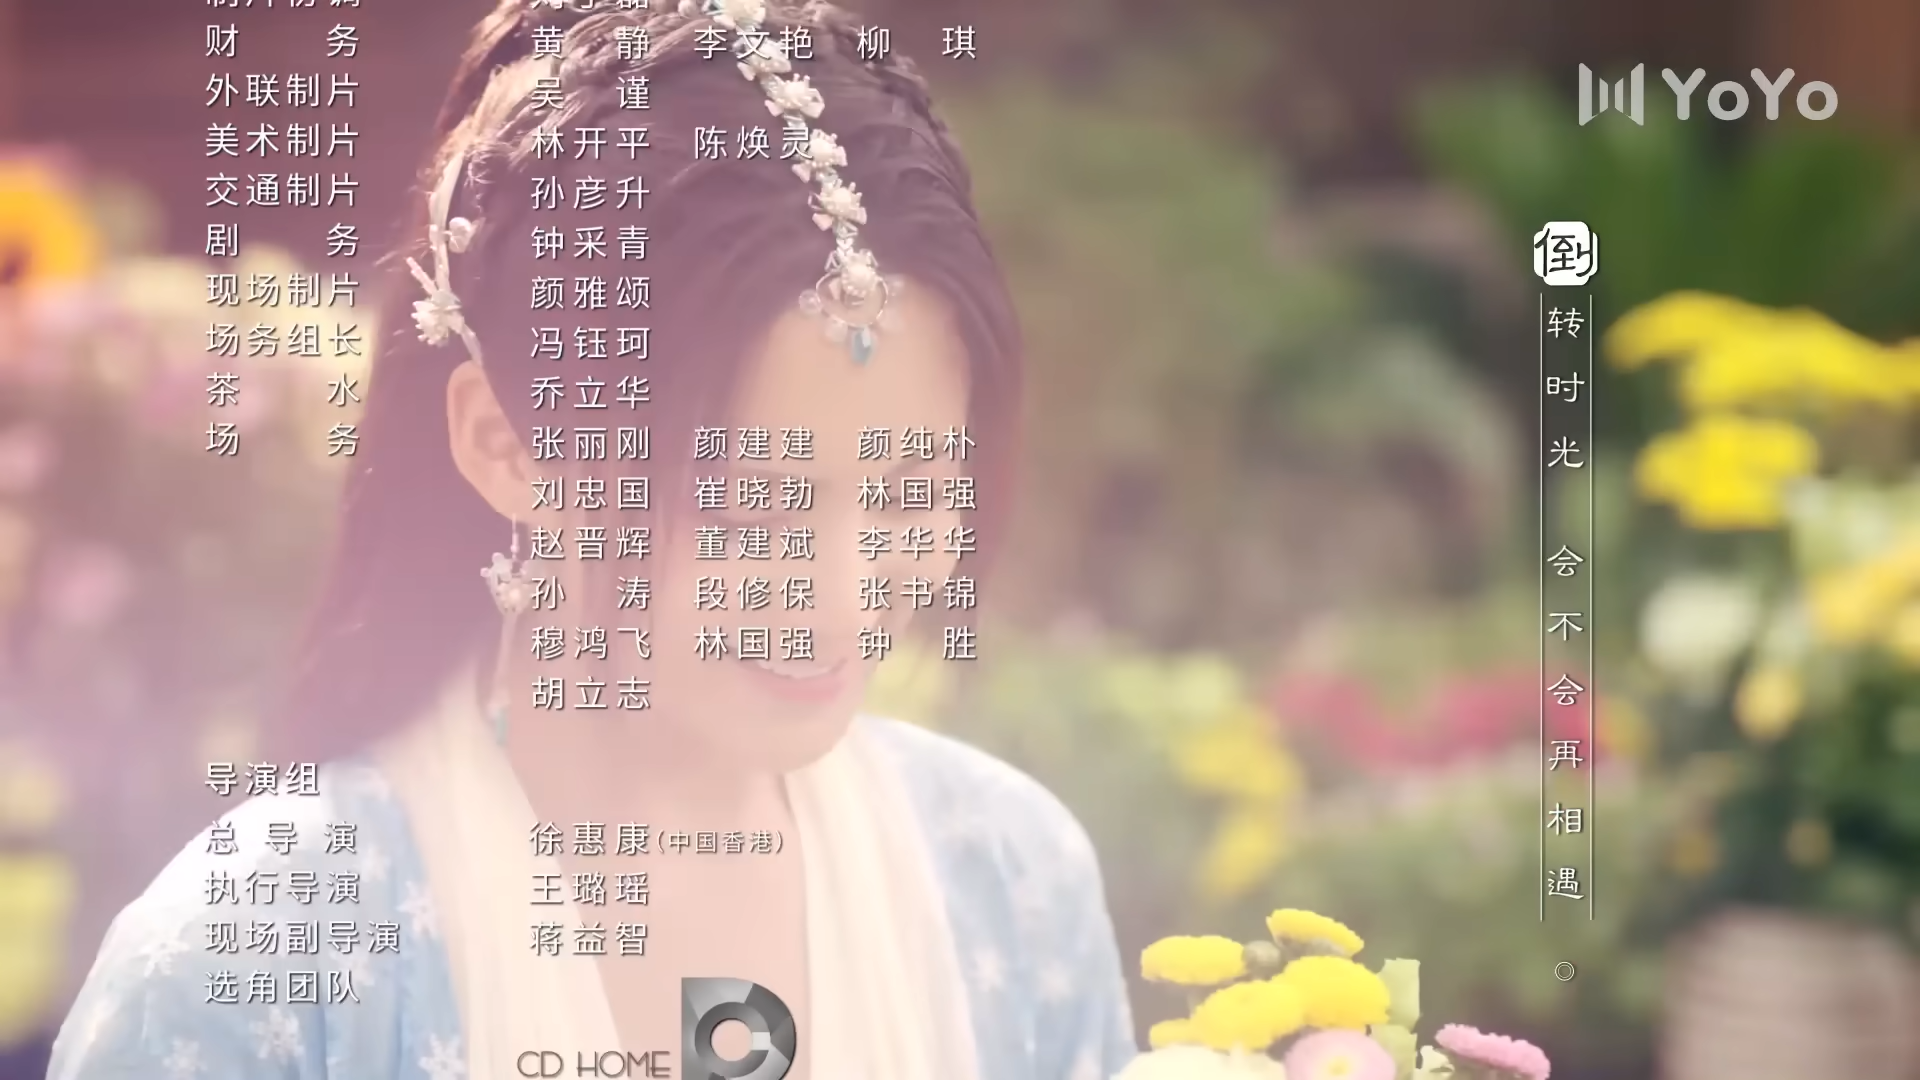 财 务 黄 静 李文艳 柳 琪
外联制片 吴 谨
美术制片 林开平 陈焕灵
交通制片 孙彦升
剧 务 钟采青
现场制片 颜雅颂
场务组长 冯钰珂
茶 水 乔立华
场 务 张丽刚 颜建建 颜纯朴
刘忠国 崔晓勃 林国强
赵晋辉 董建斌 李华华
孙 涛 段修保 张书锦
穆鸿飞 林国强 钟 胜
胡立志
导演组
总 导 演 徐惠康(中国香港)
执行导演 王璐瑶
现场副导演 蒋益智
选角团队
CD HOME
YoYo
倒转时光 会不会再相遇